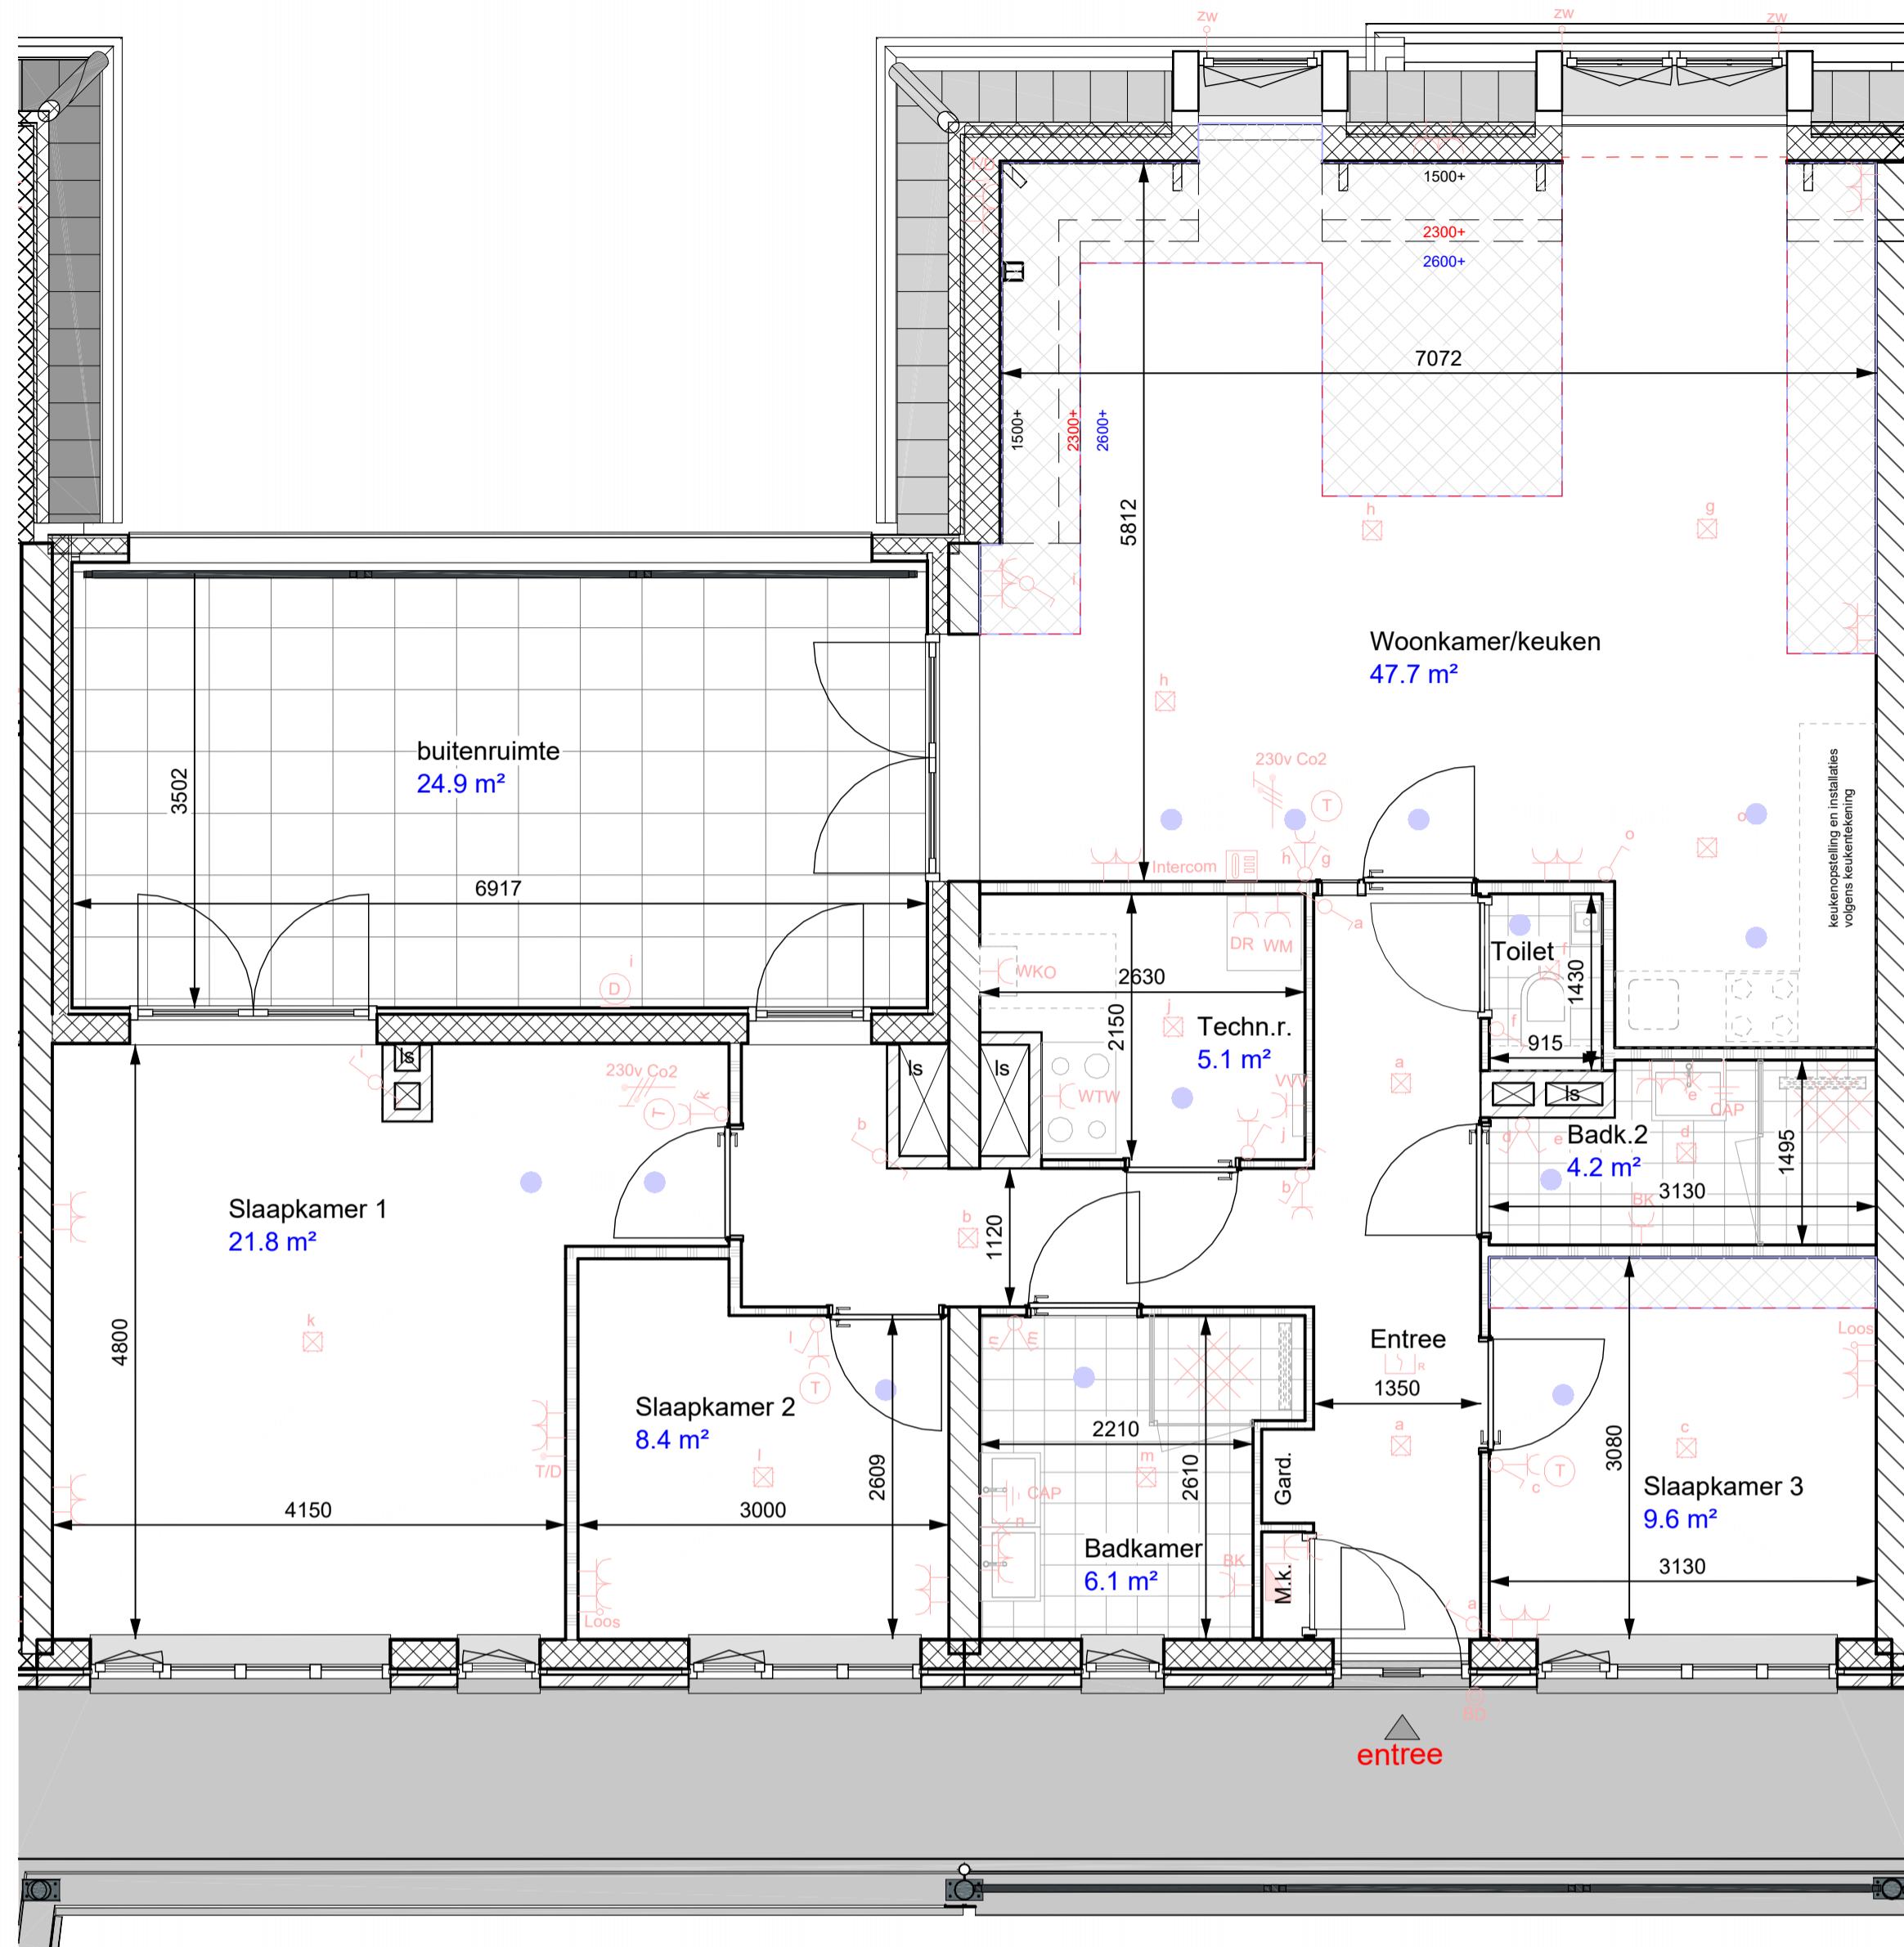 zw
zw
zw
T/D
1500+
2300+
2600+
7072
1500+
2300+
2600+
5812
h
g
i
Woonkamer/keuken
47.7 m²
h
buitenruimte
24.9 m²
3502
6917
230v Co2
T
o
o
keukenopstelling en installaties
volgens keukentekening
Intercom
h
g
a
DR
WM
i
D
WKO
2630
2150
j
Techn.r.
5.1 m²
Toilet
f
1430
f
915
ls
ls
ls
i
230v Co2
T
k
WTW
VVV
j
a
ls
e
CAP
b
b
d
e
d
Badk.2
4.2 m²
1495
BK
3130
Slaapkamer 1
21.8 m²
b
1120
k
4800
l
T
n
m
Entree
R
1350
Loos
Slaapkamer 2
8.4 m²
l
2609
2210
m
2610
Gard.
a
c
3080
T
c
T/D
Slaapkamer 3
9.6 m²
4150
3000
CAP
n
Badkamer
6.1 m²
BK
M.k.
3130
Loos
a
BD
entree